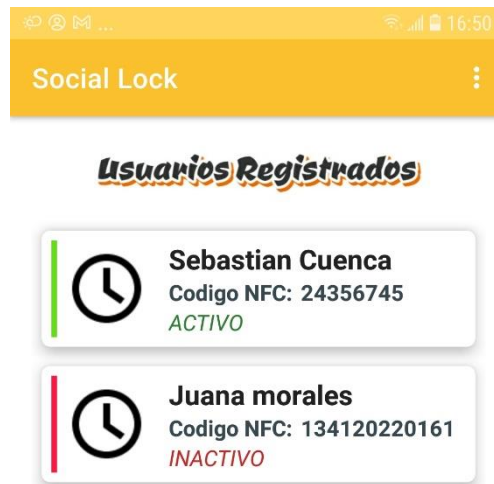 ... 16:50
Social Lock
Usuarios Registrados
Sebastian Cuenca
Codigo NFC: 24356745
ACTIVO
Juana morales
Codigo NFC: 134120220161
INACTIVO